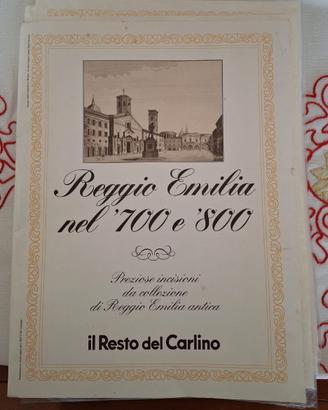 Reggio Emilia
nel '700 e '800
Preziose incisioni
da collezione
di Reggio Emilia antica
il Resto del Carlino